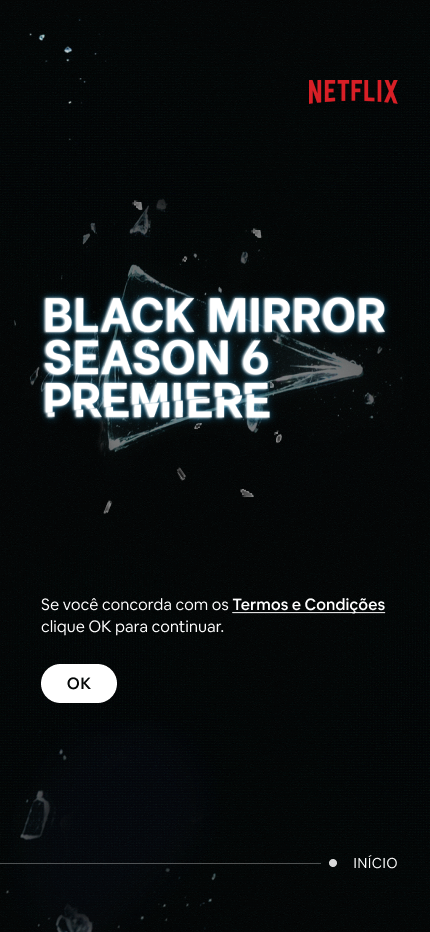 NETFLIX
BLACK MIRROR
SEASON 6
PREMIERE
Se você concorda com os Termos e Condições
clique OK para continuar.
OK
INÍCIO